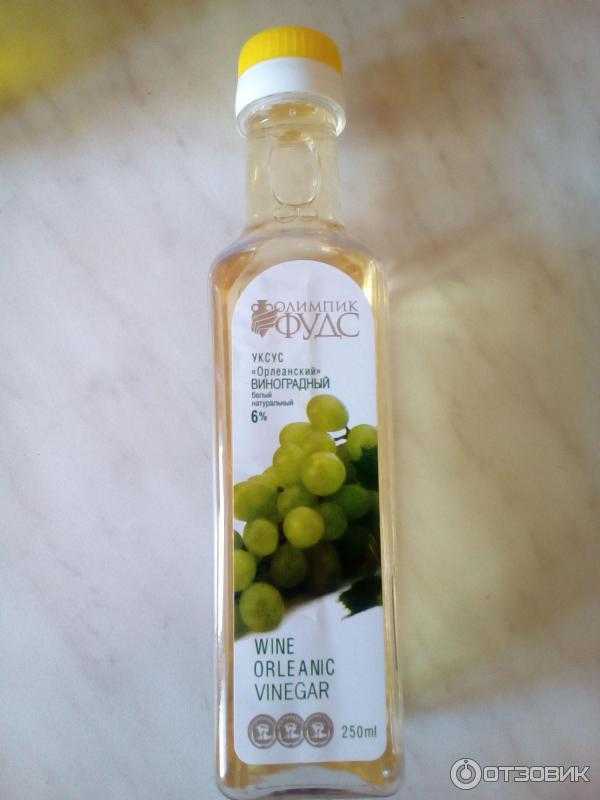 ОЛИМПИК
ФУДС
УКСУС
«Орлеанский»
ВИНОГРАДНЫЙ
белый
натуральный
6%
WINE
ORLEANIC
VINEGAR
250ml
ОТЗОВИК